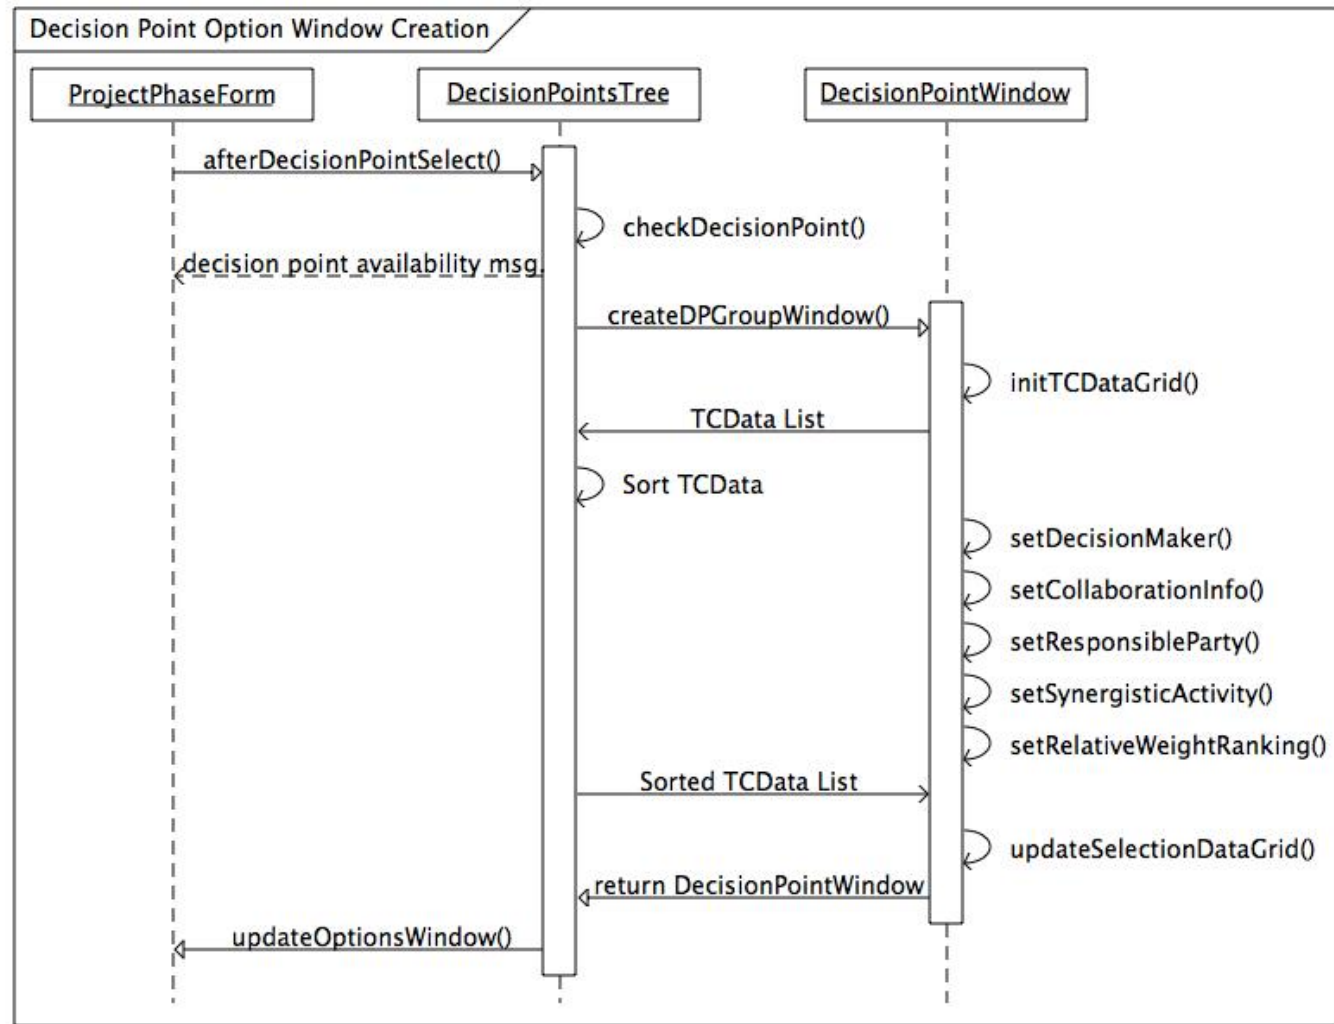 Decision Point Option Window Creation
ProjectPhaseForm
DecisionPointsTree
DecisionPointWindow
afterDecisionPointSelect()
checkDecisionPoint()
decision point availability msg.
createDPGroupWindow()
initTCDataGrid()
TCData List
Sort TCData
setDecisionMaker()
setCollaborationInfo()
setResponsibleParty()
setSynergisticActivity()
setRelativeWeightRanking()
Sorted TCData List
updateSelectionDataGrid()
return DecisionPointWindow
updateOptionsWindow()